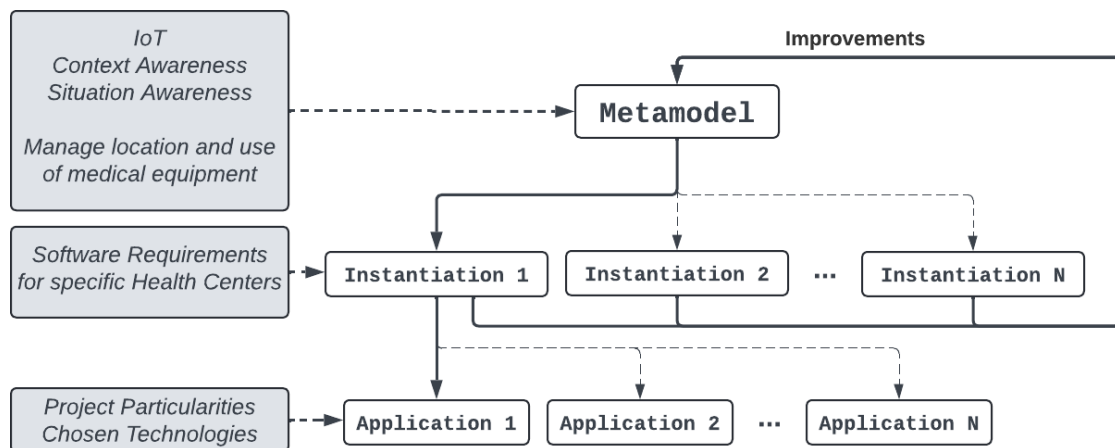 IoT
Context Awareness
Situation Awareness
Manage location and use
of medical equipment
Improvements
Metamodel
Software Requirements
for specific Health Centers
Instantiation 1
Instantiation 2
...
Instantiation N
Project Particularities
Chosen Technologies
Application 1
Application 2
...
Application N